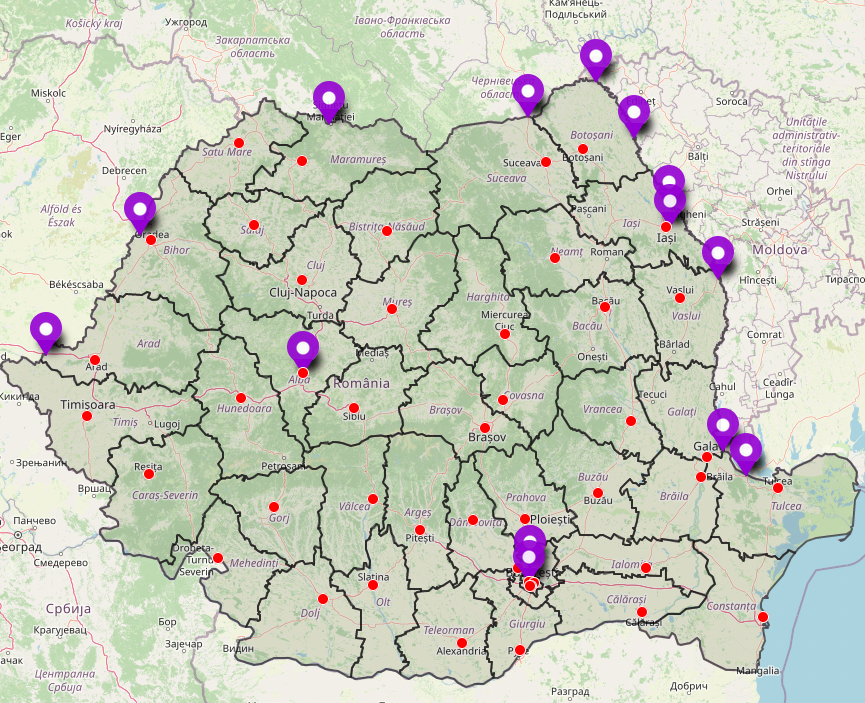 Кам'янець-
Подільський
Košický kraj
Ужгород
Івано-Франківська
область
Закарпатська
область
Чернівецька
Miskolc
Soroca
Nyíregyháza
Eger
Satu Mare
Maramureș
Botoșani
Botoșani
Suceava
Suceava
Bălți
Unitățile
administrativ-
teritoriale
din stînga
Nistrului
Debrecen
Orhei
Alföld és
Észak
Pașcani
Iași
Iași
Strășeni
Moldova
Oradea
Bihor
Sălaj
Bistrița-Năsăud
Neamț
Roman
Hîncești
Cluj
Cluj-Napoca
Békéscsaba
Mureș
Harghita
Miercurea
Ciuc
Bacău
Bacău
Vaslui
Vaslui
Turda
Comrat
Arad
Arad
Mediaș
Onești
Bârlad
Alba
România
Cahul
Ceadîr-
Lunga
Timișoara
Timiș
Lugoj
Hunedoara
Sibiu
Brașov
Brașov
Covasna
Vrancea
Tecuci
Galați
Зрењанин
Petroșani
Reșița
Caraș-Severin
Вршац
Buzău
Buzău
Brăila
Brăila
Tulcea
Tulcea
Gorj
Vâlcea
Argeș
Pitești
Prahova
Ploiești
Панчево
Београд
Смедерево
Drobeta-
Turnu
Severin
Mehedinți
Ialomița
Slatina
Olt
Dolj
Călărași
Călărași
Constanța
Србија
Крагујевац
Бор
Зајечар
Teleorman
Alexandria
Giurgiu
Видин
Mangalia
Централна
Србија
Разград
Добрич